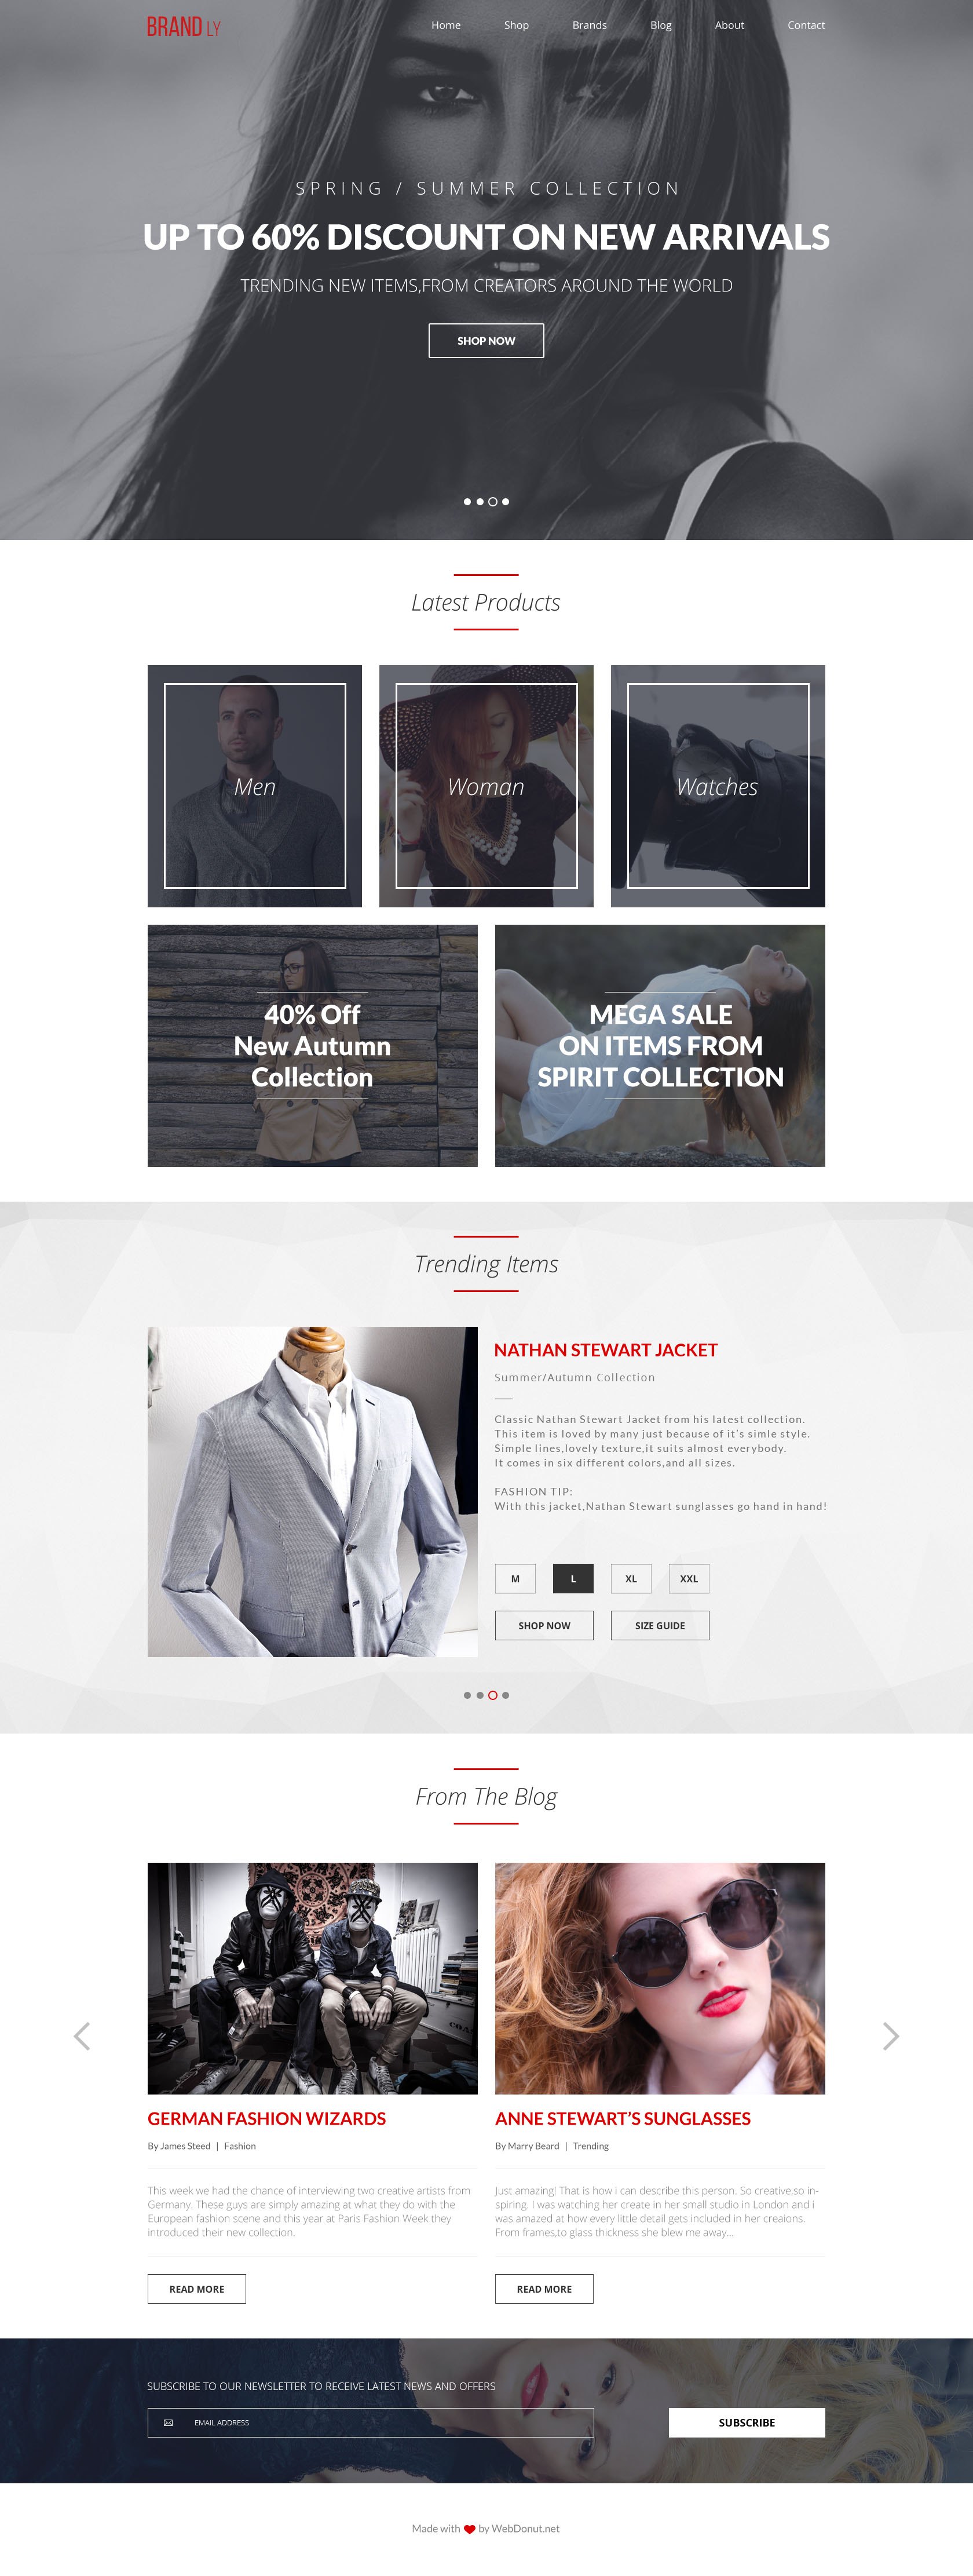 BRAND LY
Home Shop Brands Blog About Contact
SPRING / SUMMER COLLECTION
UP TO 60% DISCOUNT ON NEW ARRIVALS
TRENDING NEW ITEMS,FROM CREATORS AROUND THE WORLD
SHOP NOW
Latest Products
Men
Woman
Watches
40% Off
New Autumn
Collection
MEGA SALE
ON ITEMS FROM
SPIRIT COLLECTION
Trending Items
NATHAN STEWART JACKET
Summer/Autumn Collection
Classic Nathan Stewart Jacket from his latest collection.
This item is loved by many just because of it's simle style.
Simple lines,lovely texture,it suits almost everybody.
It comes in six different colors,and all sizes.
FASHION TIP:
With this jacket,Nathan Stewart sunglasses go hand in hand!
M L XL XXL
SHOP NOW SIZE GUIDE
From The Blog
GERMAN FASHION WIZARDS
By James Steed | Fashion
This week we had the chance of interviewing two creative artists from
Germany. These guys are simply amazing at what they do with the
European fashion scene and this year at Paris Fashion Week they
introduced their new collection.
READ MORE
ANNE STEWART'S SUNGLASSES
By Marry Beard | Trending
Just amazing! That is how i can describe this person. So creative,so in-
spiring. I was watching her create in her small studio in London and i
was amazed at how every little detail gets included in her creaions.
From frames,to glass thickness she blew me away...
READ MORE
SUBSCRIBE TO OUR NEWSLETTER TO RECEIVE LATEST NEWS AND OFFERS
EMAIL ADDRESS
SUBSCRIBE
Made with by WebDonut.net